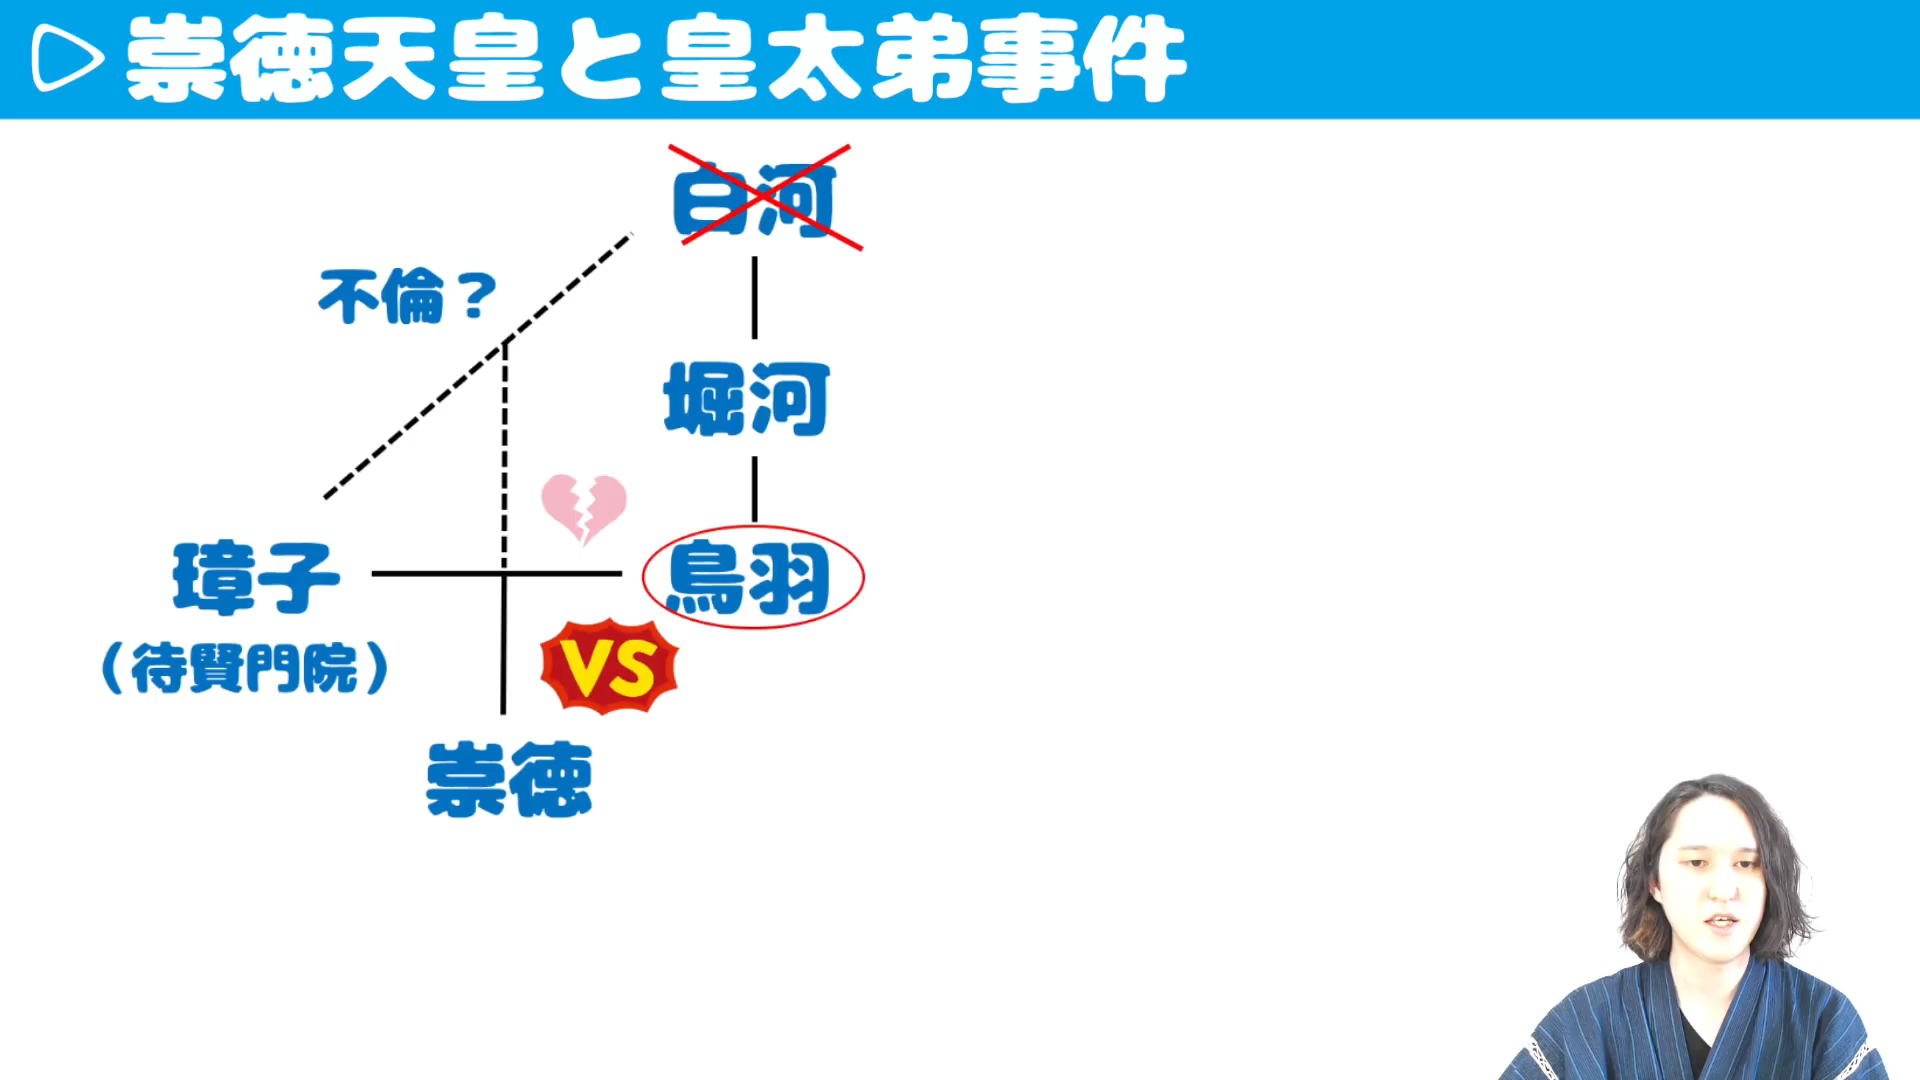 崇徳天皇と皇太弟事件
白河
不倫？
堀河
璋子
鳥羽
（待賢門院）
VS
崇徳